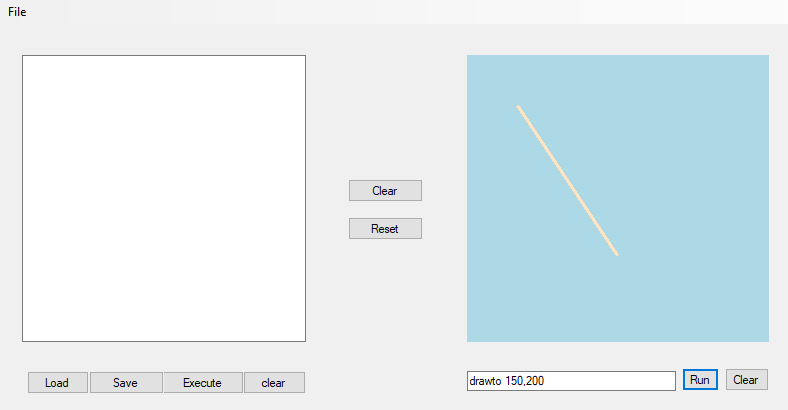 File
Clear
Reset
Load Save Execute clear
drawto 150,200 Run Clear